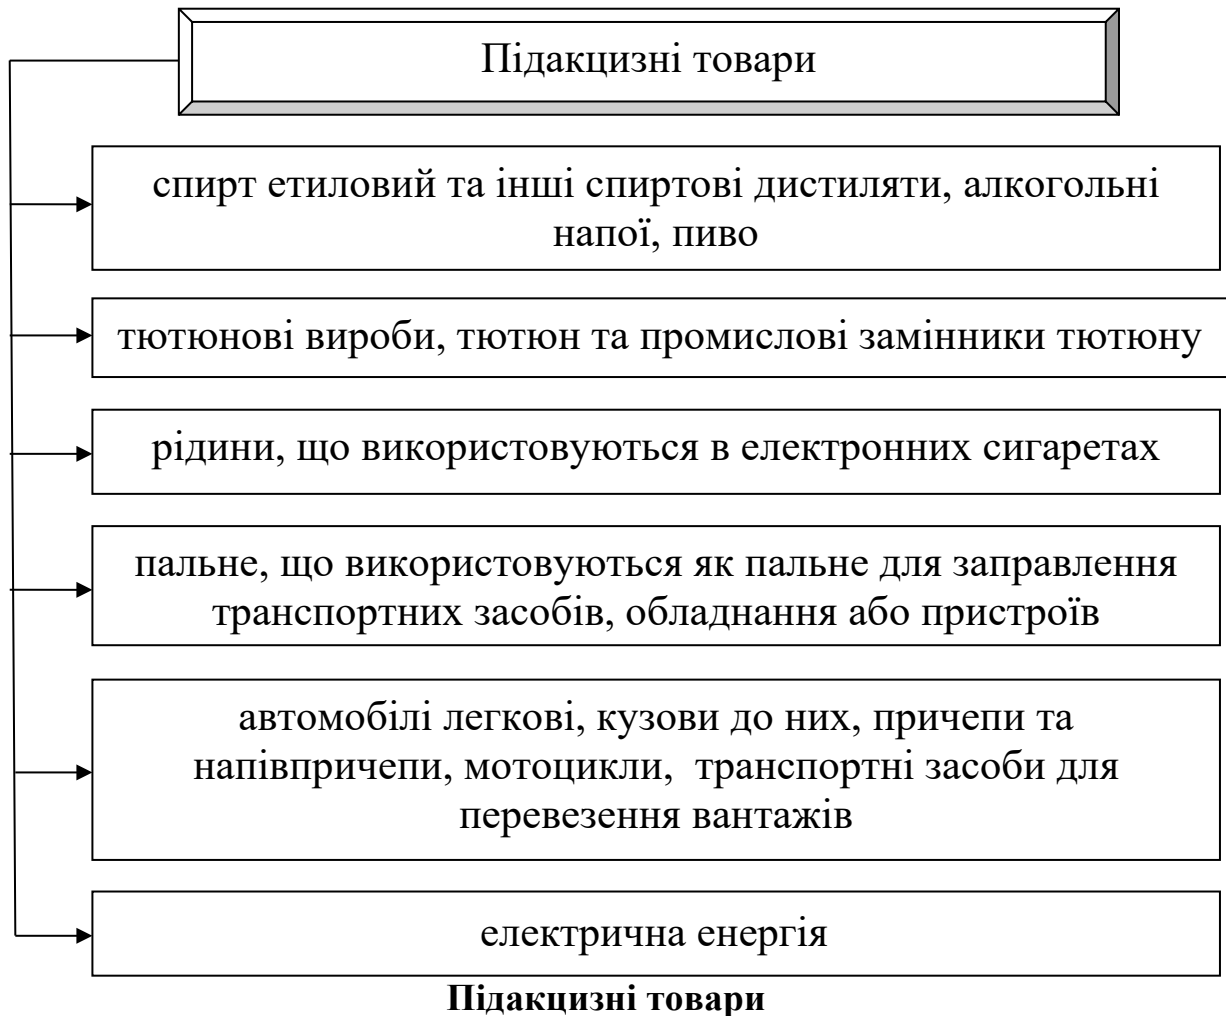 Підакцизні товари
спирт етиловий та інші спиртові дистиляти, алкогольні
напої, пиво
тютюнові вироби, тютюн та промислові замінники тютюну
рідини, що використовуються в електронних сигаретах
пальне, що використовуються як пальне для заправлення
транспортних засобів, обладнання або пристроїв
автомобілі легкові, кузови до них, причепи та
напівпричепи, мотоцикли,  транспортні засоби для
перевезення вантажів
електрична енергія
Підакцизні товари